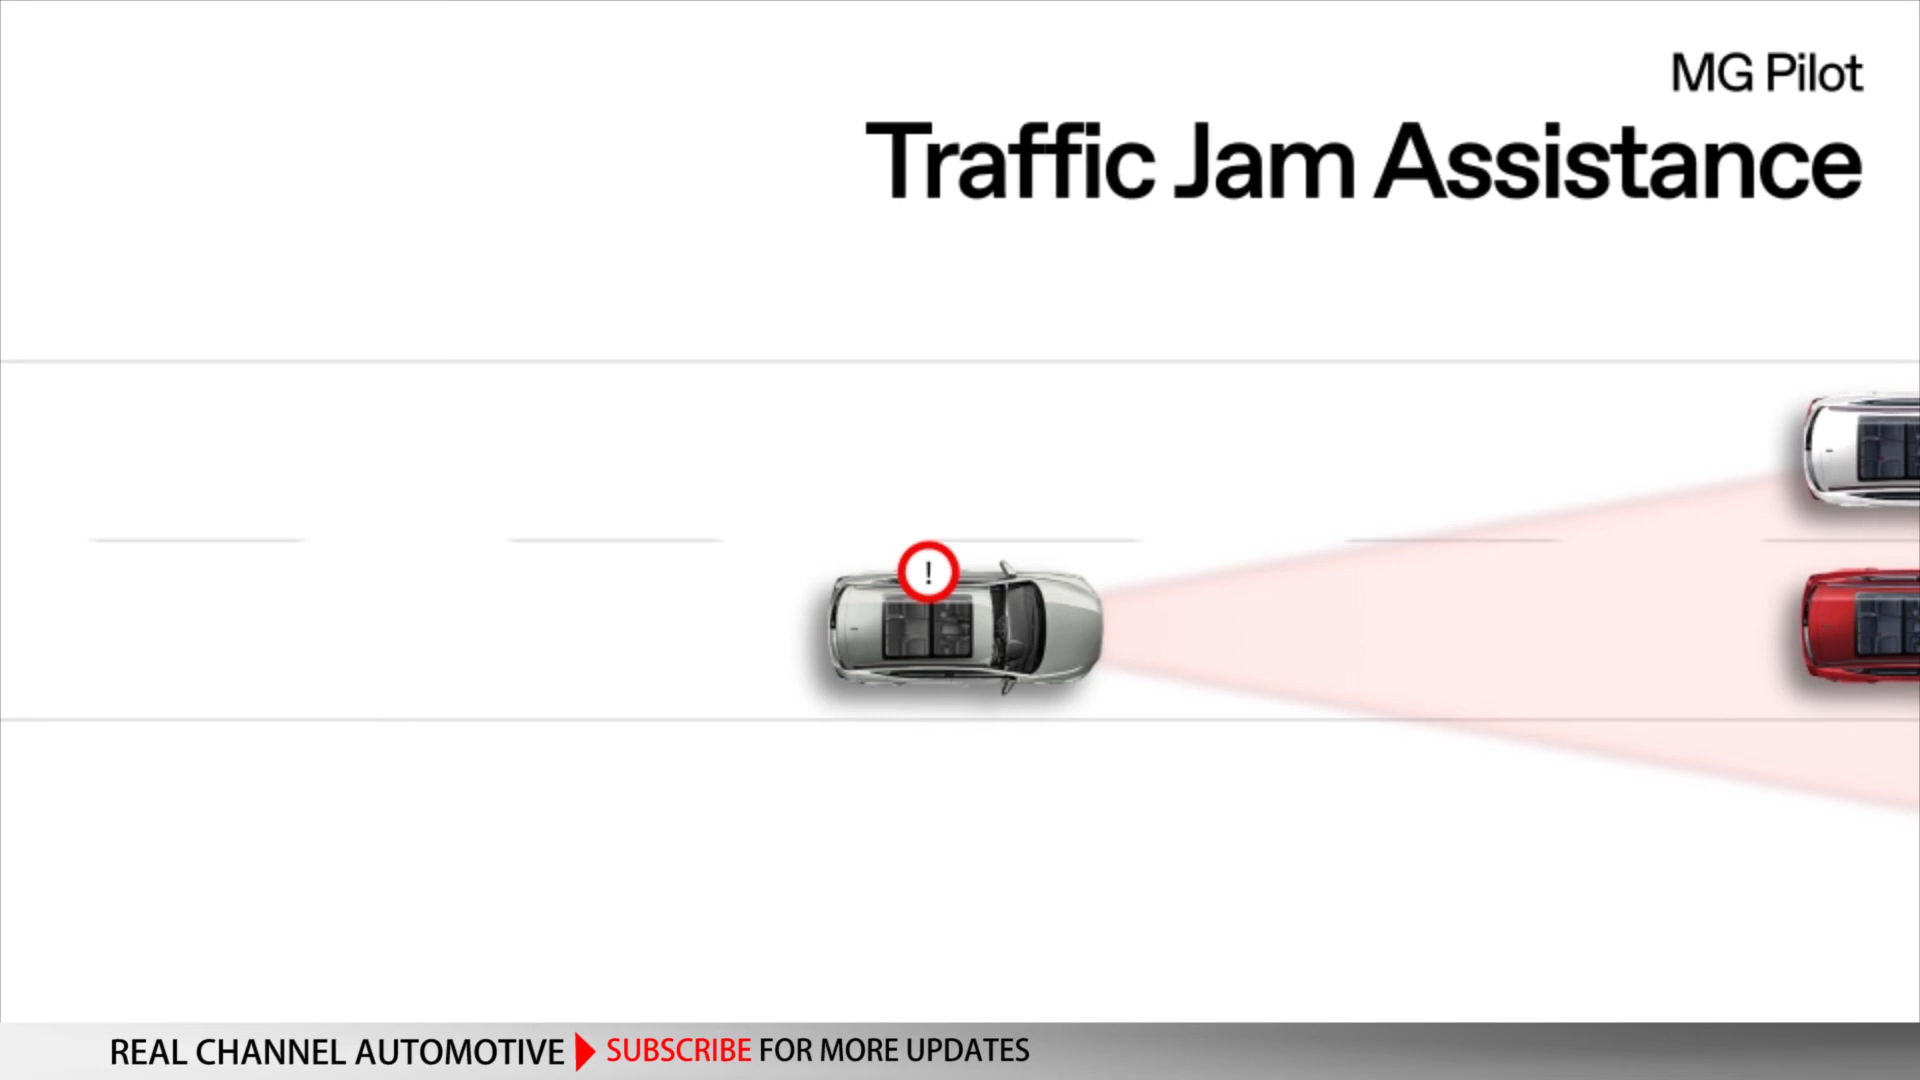 MG Pilot
Traffic Jam Assistance
!
REAL CHANNEL AUTOMOTIVE SUBSCRIBE FOR MORE UPDATES